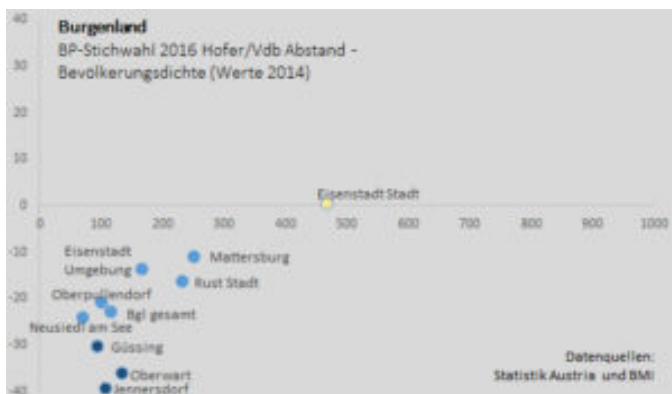 40
Burgenland
BP-Stichwahl 2016 Hofer/Vdb Abstand -
Bevölkerungsdichte (Werte 2014)
30
20
10
Eisenstadt Stadt
0
0 100 200 300 400 500 600 700 800 900 1000
-10
Eisenstadt
Umgebung
Mattersburg
Rust Stadt
-20
Oberpullendorf
Bgl gesamt
Neusiedl am See
-30
Güssing
Datenquellen:
Statistik Austria und BMI
Oberwart
Jennersdorf
-40